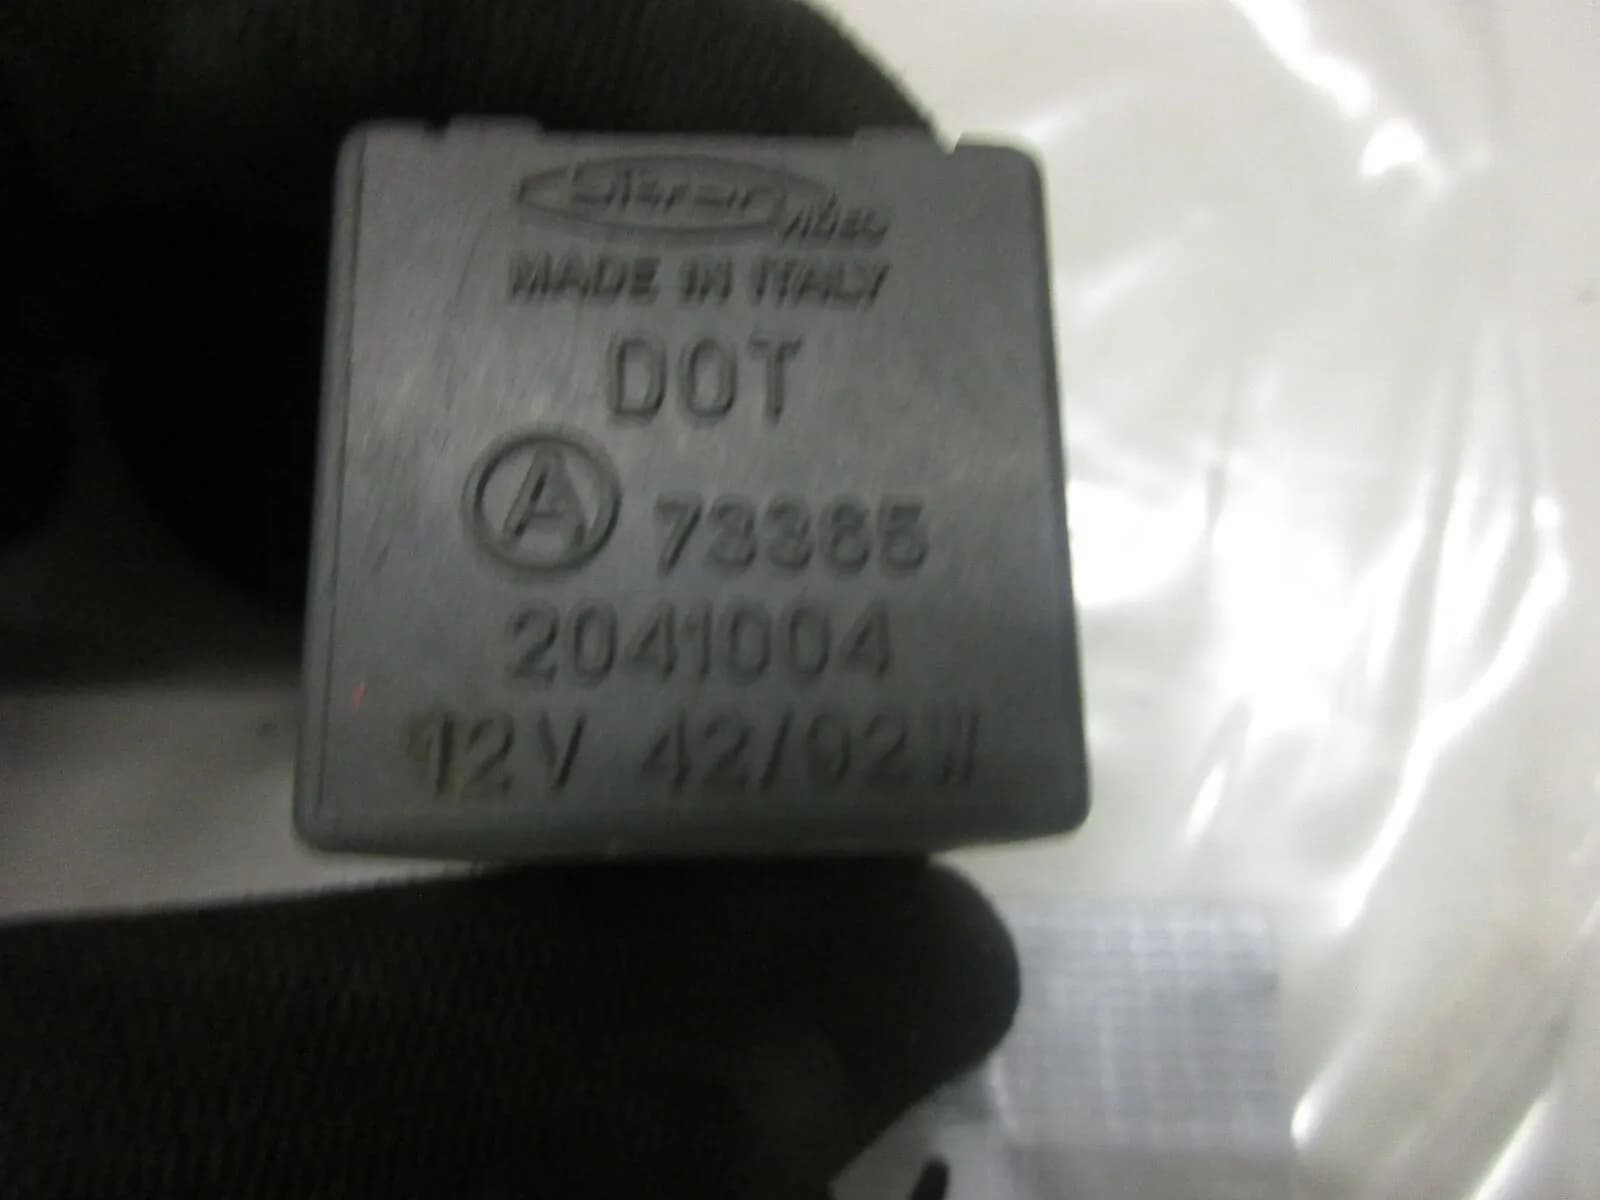 MADE IN ITALY
DOT
A 73365
2041004
12V 42/92W